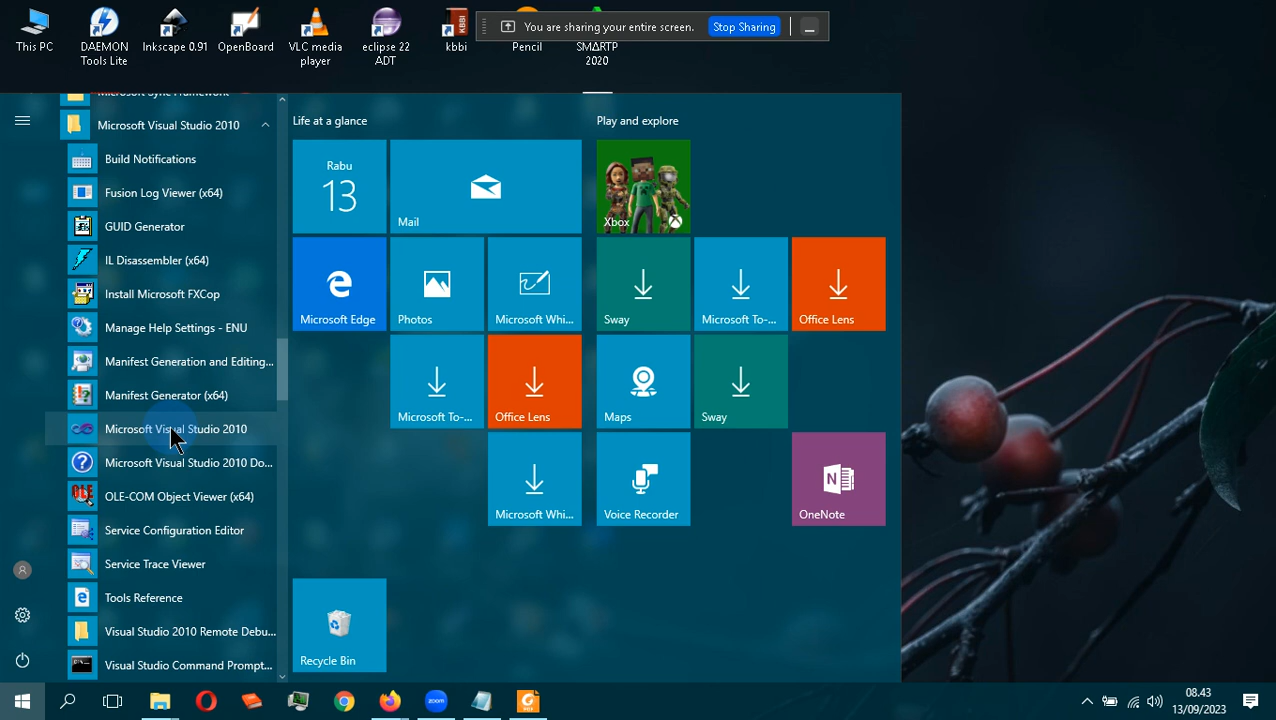 This PC
DAEMON Tools Lite
Inkscape 0.91
OpenBoard
VLC media player
eclipse 22 ADT
kbbi
KBBI
Pencil
SMΔRTP 2020
You are sharing your entire screen.
Stop Sharing
Microsoft Sync Framework
Microsoft Visual Studio 2010
Build Notifications
Fusion Log Viewer (x64)
GUID Generator
IL Disassembler (x64)
Install Microsoft FXCop
Manage Help Settings - ENU
Manifest Generation and Editing...
Manifest Generator (x64)
Microsoft Visual Studio 2010
Microsoft Visual Studio 2010 Do...
OLE-COM Object Viewer (x64)
Service Configuration Editor
Service Trace Viewer
Tools Reference
Visual Studio 2010 Remote Debu...
Visual Studio Command Prompt...
Life at a glance
Rabu
13
Mail
Microsoft Edge
Photos
Microsoft Whi...
Microsoft To-...
Office Lens
Microsoft Whi...
Recycle Bin
Play and explore
Xbox
Sway
Microsoft To-...
Office Lens
Maps
Sway
Voice Recorder
OneNote
zoom
08.43
13/09/2023